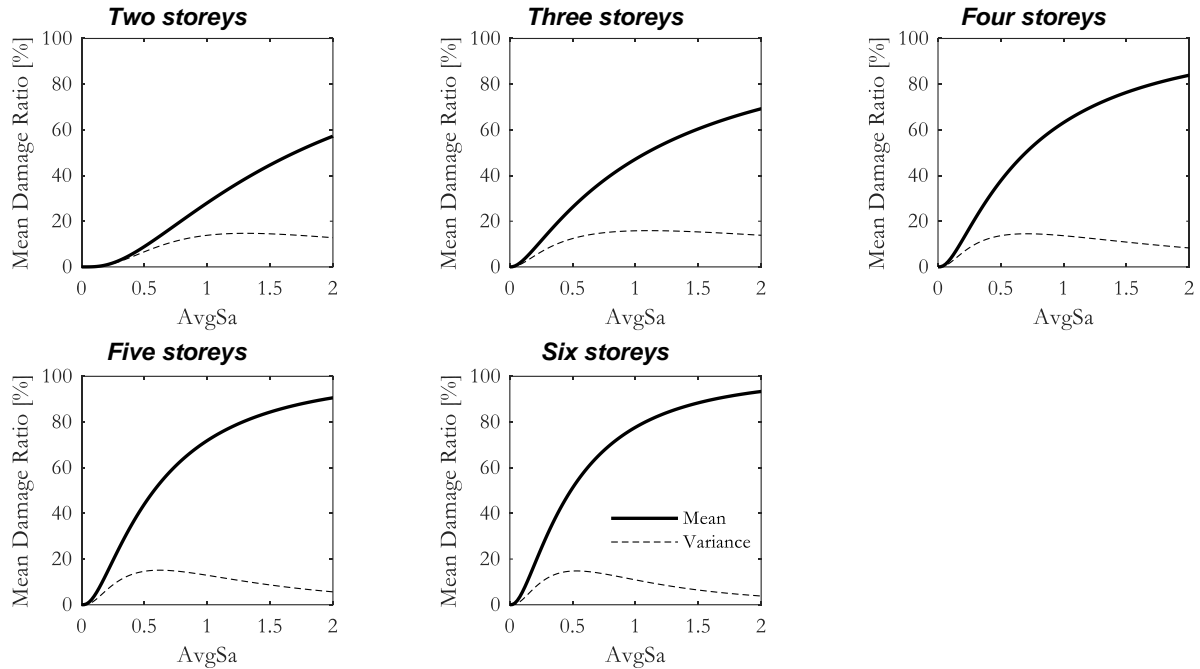 Two storeys
Mean Damage Ratio [%]
100
80
60
40
20
0
0 0.5 1 1.5 2
AvgSa
Three storeys
Mean Damage Ratio [%]
100
80
60
40
20
0
0 0.5 1 1.5 2
AvgSa
Four storeys
Mean Damage Ratio [%]
100
80
60
40
20
0
0 0.5 1 1.5 2
AvgSa
Five storeys
Mean Damage Ratio [%]
100
80
60
40
20
0
0 0.5 1 1.5 2
AvgSa
Six storeys
Mean Damage Ratio [%]
100
80
60
40
20
0
Mean
Variance
0 0.5 1 1.5 2
AvgSa